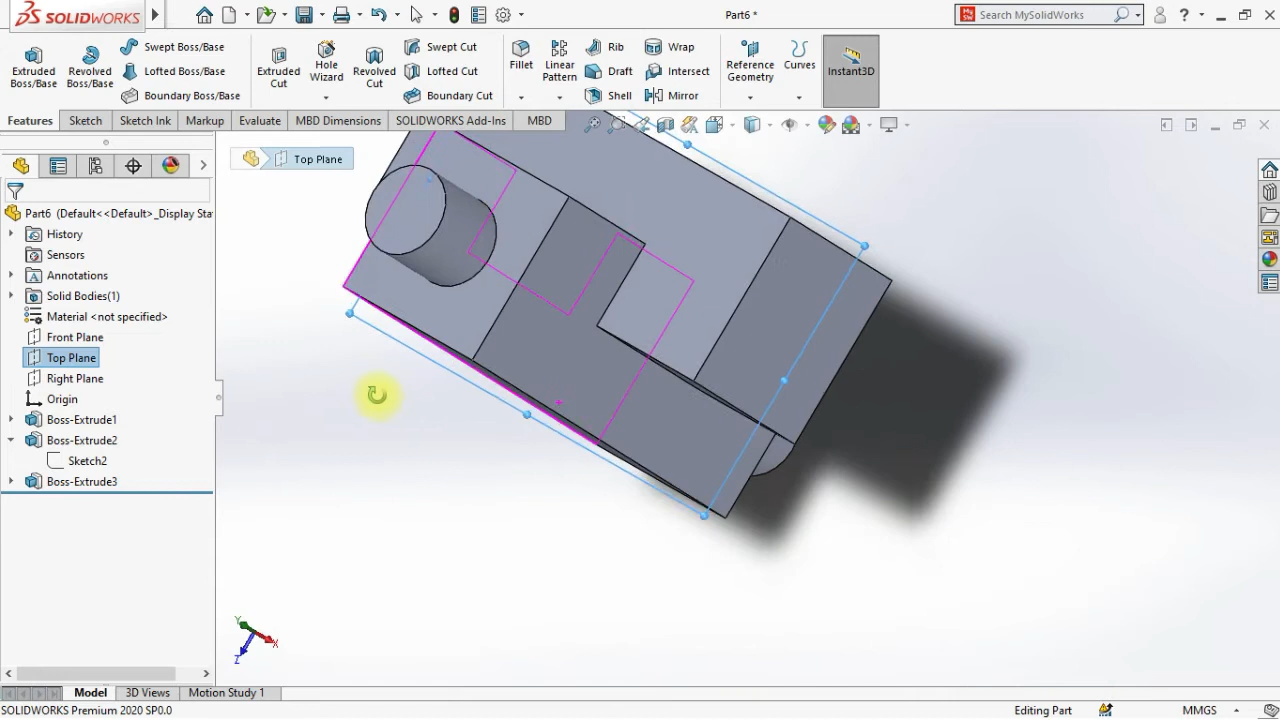 SOLIDWORKS
Part6 *
Search MySolidWorks
Extruded Boss/Base
Revolved Boss/Base
Swept Boss/Base
Lofted Boss/Base
Boundary Boss/Base
Extruded Cut
Hole Wizard
Revolved Cut
Swept Cut
Lofted Cut
Boundary Cut
Fillet
Linear Pattern
Rib
Draft
Shell
Wrap
Intersect
Mirror
Reference Geometry
Curves
Instant3D
Features
Sketch
Sketch Ink
Markup
Evaluate
MBD Dimensions
SOLIDWORKS Add-Ins
MBD
Top Plane
Part6 (Default<<Default>_Display Sta
History
Sensors
Annotations
Solid Bodies(1)
Material <not specified>
Front Plane
Top Plane
Right Plane
Origin
Boss-Extrude1
Boss-Extrude2
Sketch2
Boss-Extrude3
Y
X
Z
Model
3D Views
Motion Study 1
SOLIDWORKS Premium 2020 SP0.0
Editing Part
MMGS